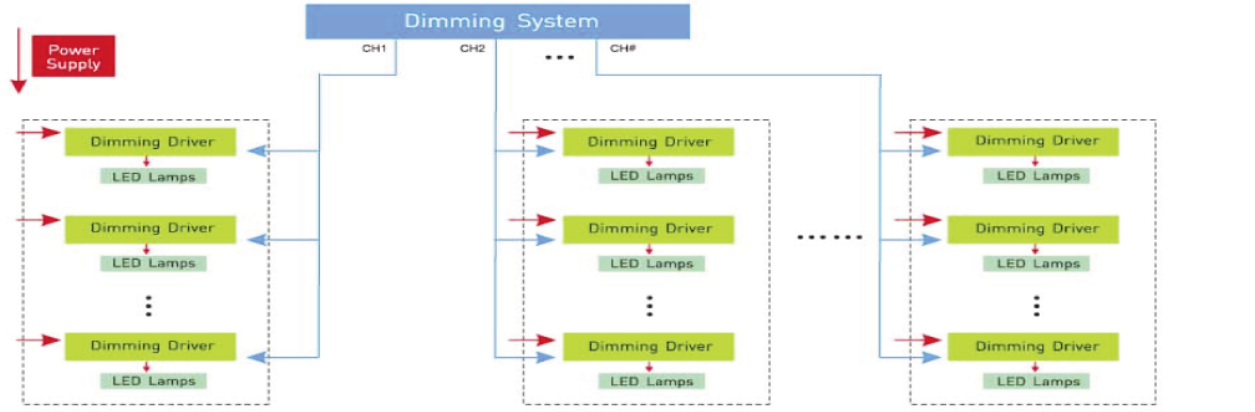 Dimming System
CH1
CH2
CH#
Power
Supply
Dimming Driver
LED Lamps
Dimming Driver
LED Lamps
Dimming Driver
LED Lamps
Dimming Driver
LED Lamps
Dimming Driver
LED Lamps
Dimming Driver
LED Lamps
Dimming Driver
LED Lamps
Dimming Driver
LED Lamps
Dimming Driver
LED Lamps